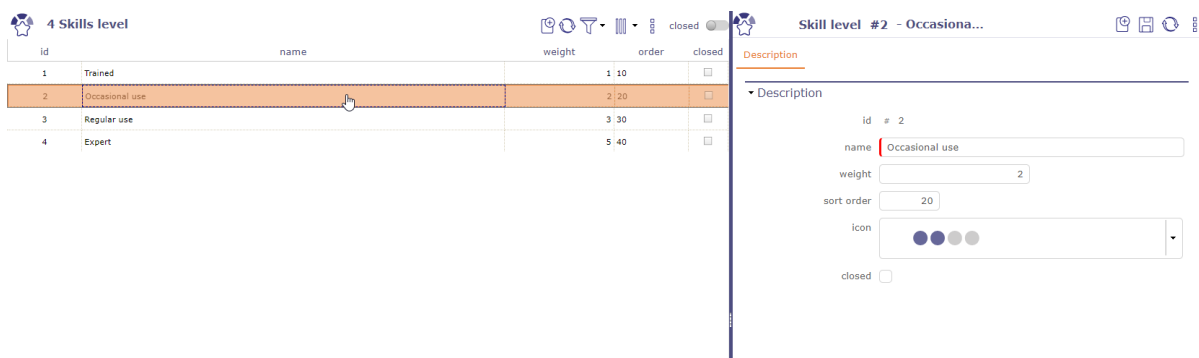 4 Skills level
closed
id name weight order closed
1 Trained 1 10
2 Occasional use 2 20
3 Regular use 3 30
4 Expert 5 40
Skill level #2 - Occasiona...
Description
Description
id # 2
name Occasional use
weight 2
sort order 20
icon
closed